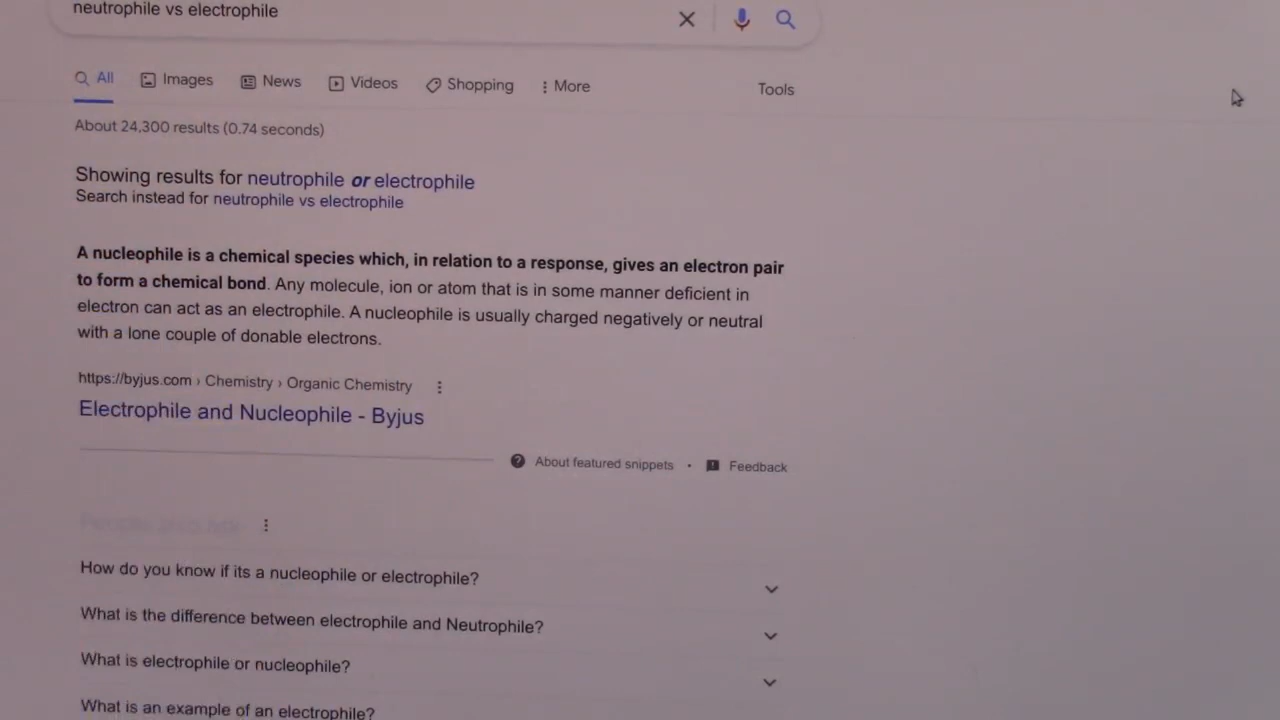 neutrophile vs electrophile
All Images News Videos Shopping More Tools
About 24,300 results (0.74 seconds)
Showing results for neutrophile or electrophile
Search instead for neutrophile vs electrophile
A nucleophile is a chemical species which, in relation to a response, gives an electron pair
to form a chemical bond. Any molecule, ion or atom that is in some manner deficient in
electron can act as an electrophile. A nucleophile is usually charged negatively or neutral
with a lone couple of donable electrons.
https://byjus.com › Chemistry › Organic Chemistry
Electrophile and Nucleophile - Byjus
About featured snippets • Feedback
How do you know if its a nucleophile or electrophile?
What is the difference between electrophile and Neutrophile?
What is electrophile or nucleophile?
What is an example of an electrophile?